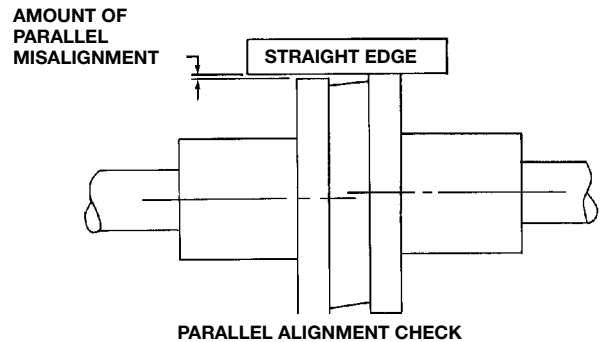 AMOUNT OF
PARALLEL
MISALIGNMENT
STRAIGHT EDGE
PARALLEL ALIGNMENT CHECK